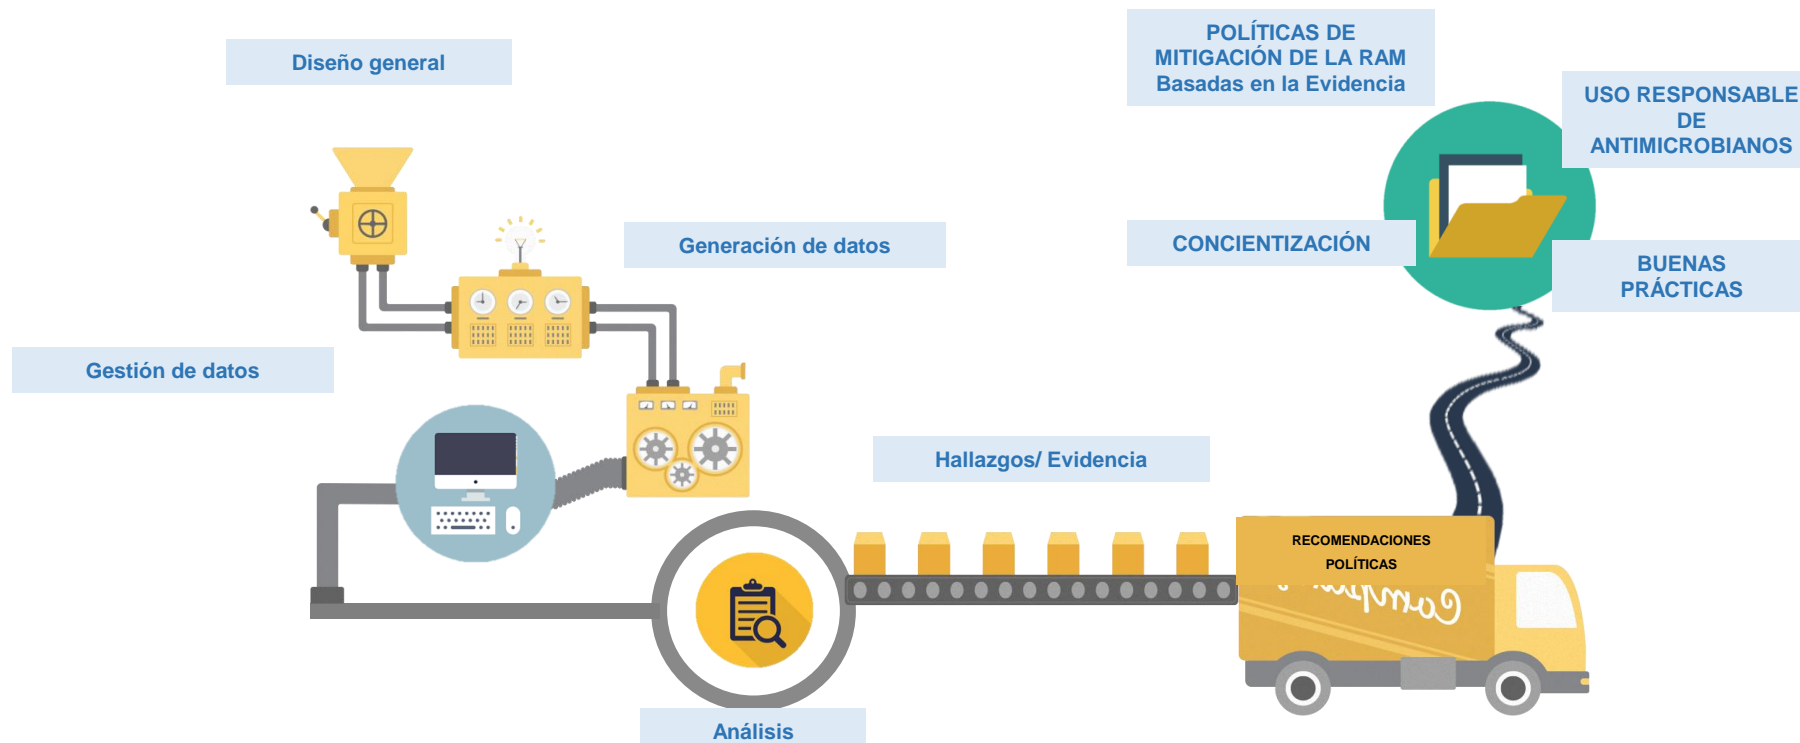 Diseño general
Generación de datos
Gestión de datos
Análisis
Hallazgos/ Evidencia
RECOMENDACIONES
POLÍTICAS
POLÍTICAS DE
MITIGACIÓN DE LA RAM
Basadas en la Evidencia
USO RESPONSABLE
DE
ANTIMICROBIANOS
CONCIENTIZACIÓN
BUENAS
PRÁCTICAS